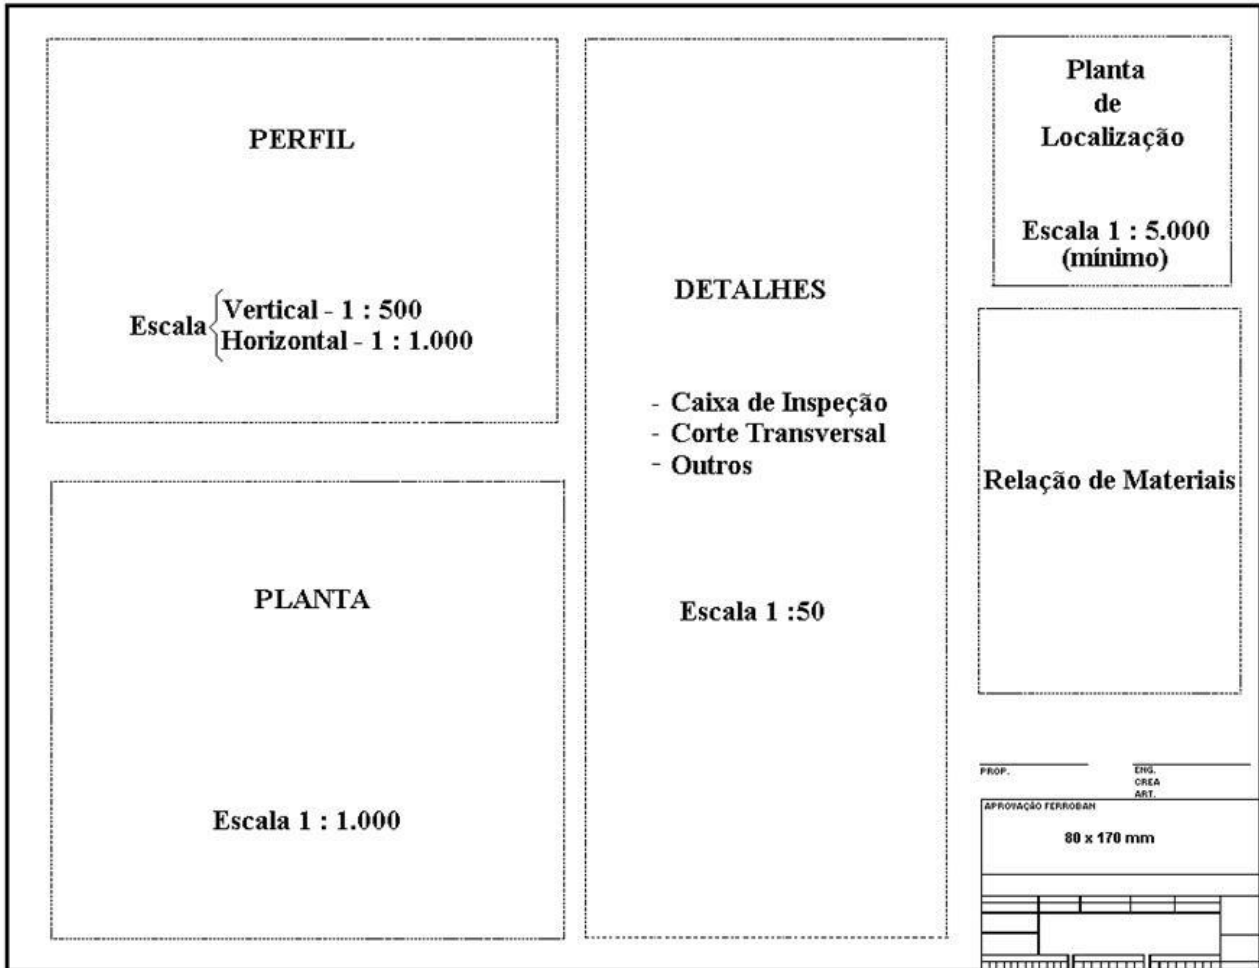 PERFIL
Escala
Vertical - 1 : 500
Horizontal - 1 : 1.000
PLANTA
Escala 1 : 1.000
DETALHES
- Caixa de Inspeção
- Corte Transversal
- Outros
Escala 1 :50
Planta
de
Localização
Escala 1 : 5.000
(mínimo)
Relação de Materiais
PROP.
ENG.
CREA
ART.
APROVAÇÃO FERROBAN
80 x 170 mm